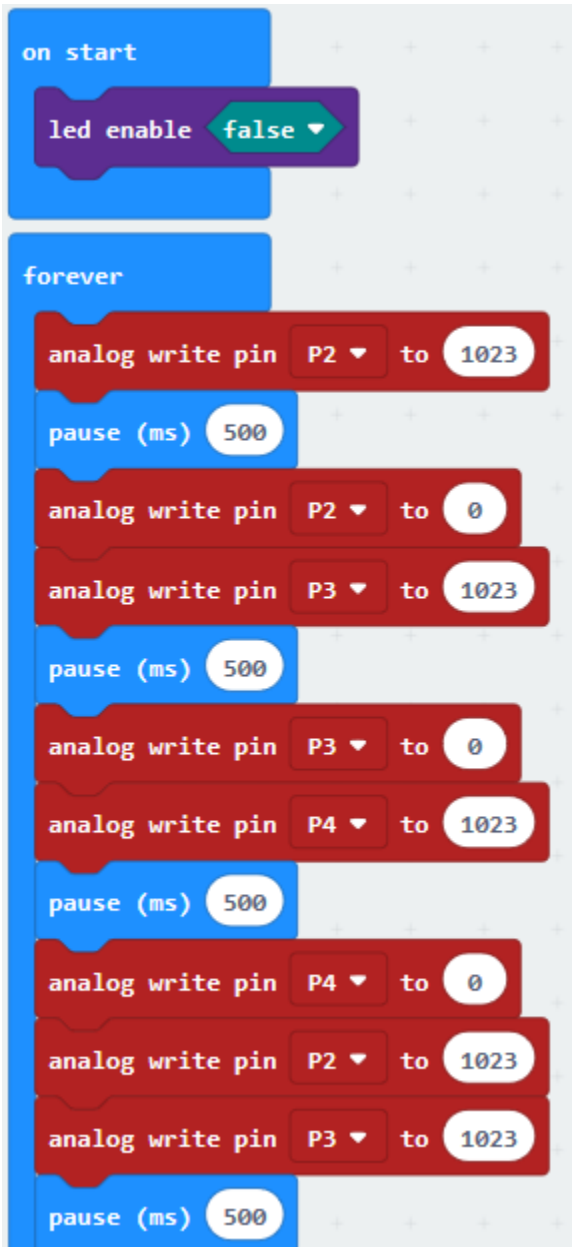 on start
led enable false
forever
analog write pin P2 to 1023
pause (ms) 500
analog write pin P2 to 0
analog write pin P3 to 1023
pause (ms) 500
analog write pin P3 to 0
analog write pin P4 to 1023
pause (ms) 500
analog write pin P4 to 0
analog write pin P2 to 1023
analog write pin P3 to 1023
pause (ms) 500